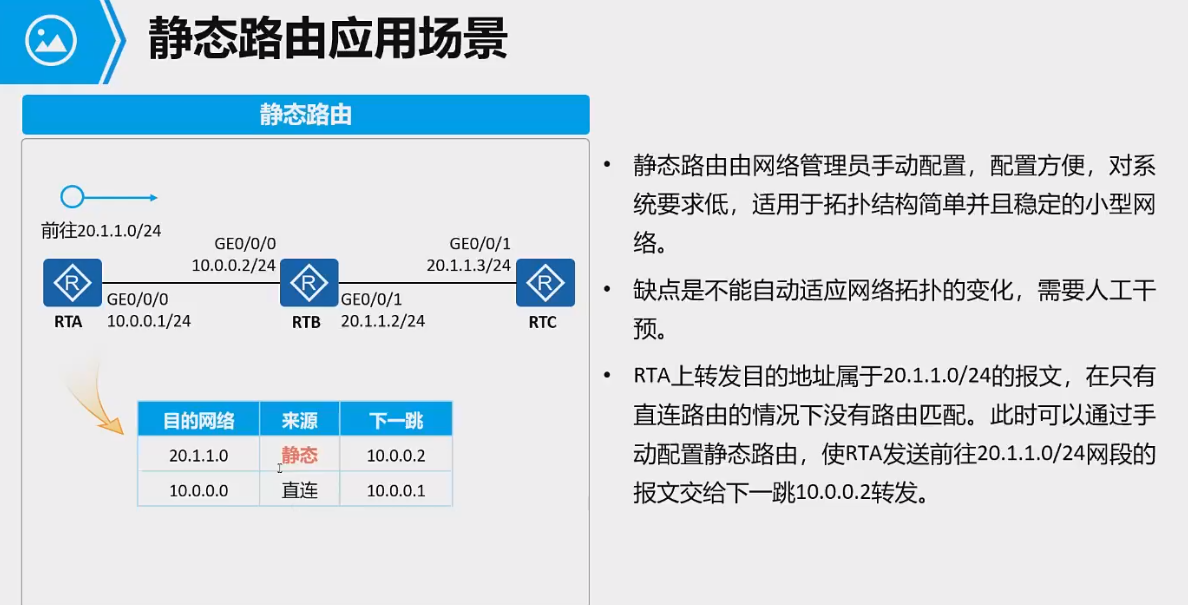 静态路由应用场景
静态路由
前往20.1.1.0/24
GE0/0/0
10.0.0.2/24
GE0/0/1
20.1.1.3/24
R
R
R
GE0/0/0
10.0.0.1/24
GE0/0/1
20.1.1.2/24
RTA
RTB
RTC
目的网络 来源 下一跳
20.1.1.0 静态 10.0.0.2
10.0.0.0 直连 10.0.0.1
• 静态路由由网络管理员手动配置，配置方便，对系
统要求低，适用于拓扑结构简单并且稳定的小型网
络。
• 缺点是不能自动适应网络拓扑的变化，需要人工干
预。
• RTA上转发目的地址属于20.1.1.0/24的报文，在只有
直连路由的情况下没有路由匹配。此时可以通过手
动配置静态路由，使RTA发送前往20.1.1.0/24网段的
报文交给下一跳10.0.0.2转发。